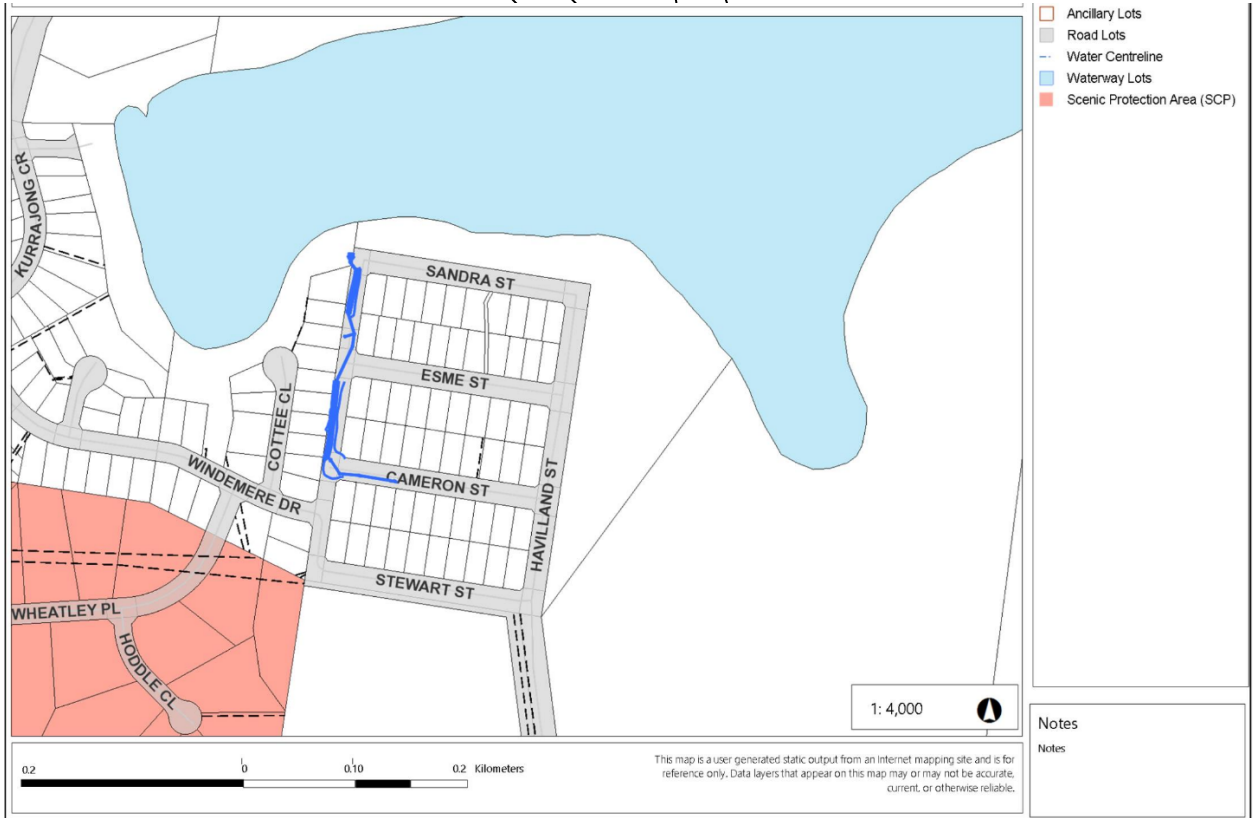 Ancillary Lots
Road Lots
Water Centreline
Waterway Lots
Scenic Protection Area (SCP)
KURRAJONG CR
SANDRA ST
ESME ST
COTTEE CL
CAMERON ST
WINDEMERE DR
HAVILLAND ST
STEWART ST
WHEATLEY PL
HODDLE CL
1: 4,000
Notes
Notes
0.2 0 0.10 0.2 Kilometers
This map is a user generated static output from an Internet mapping site and is for
reference only. Data layers that appear on this map may or may not be accurate,
current, or otherwise reliable.